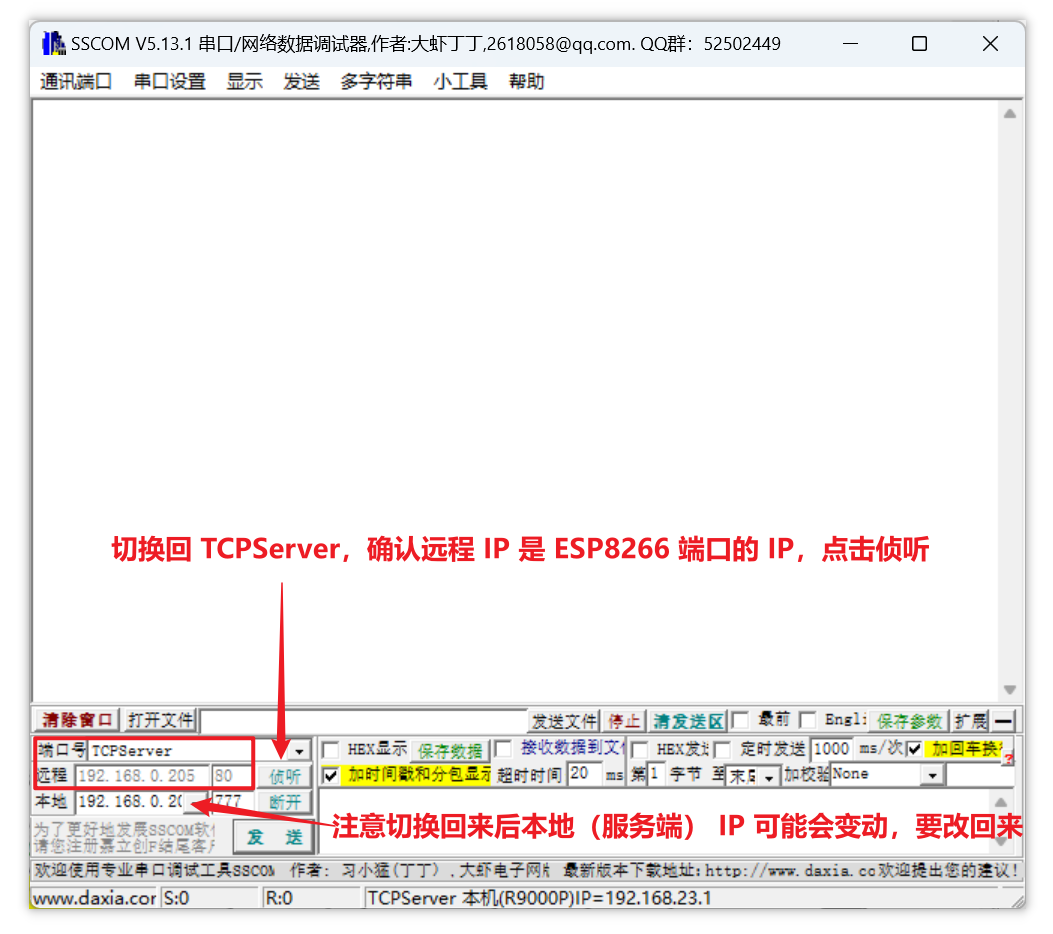 SSCOM V5.13.1 串口/网络数据调试器,作者:大虾丁丁,2618058@qq.com. QQ群：52502449
通讯端口 串口设置 显示 发送 多字符串 小工具 帮助
切换回 TCPServer，确认远程 IP 是 ESP8266 端口的 IP，点击侦听
清除窗口 打开文件 发送文件 停止 清发送区 最前 Engli 保存参数 扩展
端口号 TCPServer HEX显示 保存数据 接收数据到文 HEX发 定时发送 1000 ms/次 加回车换
远程 192.168.0.205 80 侦听 加时间戳和分包显示 超时时间 20 ms 第1 字节 至 末 加校验 None
本地 192.168.0.20 777 断开
为了更好地发展SSCOM软
请您注册嘉立创F结尾客
发 送
注意切换回来后本地（服务端） IP 可能会变动，要改回来
欢迎使用专业串口调试工具SSCOM 作者: 习小猛(丁丁) ,大虾电子网 最新版本下载地址:http://www.daxia.co 欢迎提出您的建议!
www.daxia.cor S:0 R:0 TCPServer 本机(R9000P)IP=192.168.23.1